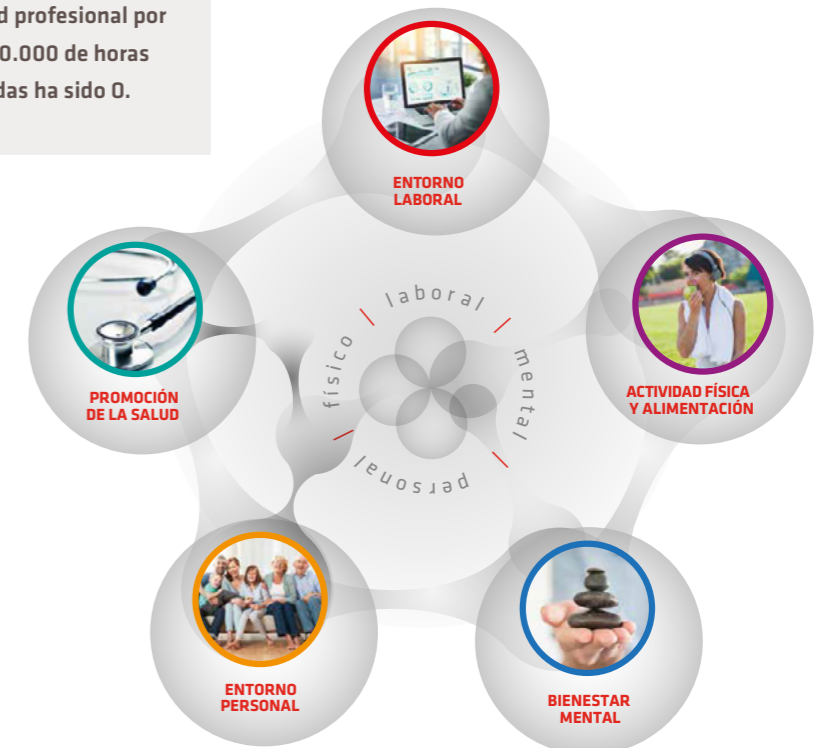 d profesional por
0.000 de horas
das ha sido 0.
ENTORNO
LABORAL
PROMOCIÓN
DE LA SALUD
ACTIVIDAD FÍSICA
Y ALIMENTACIÓN
físico
laboral
mental
personal
ENTORNO
PERSONAL
BIENESTAR
MENTAL